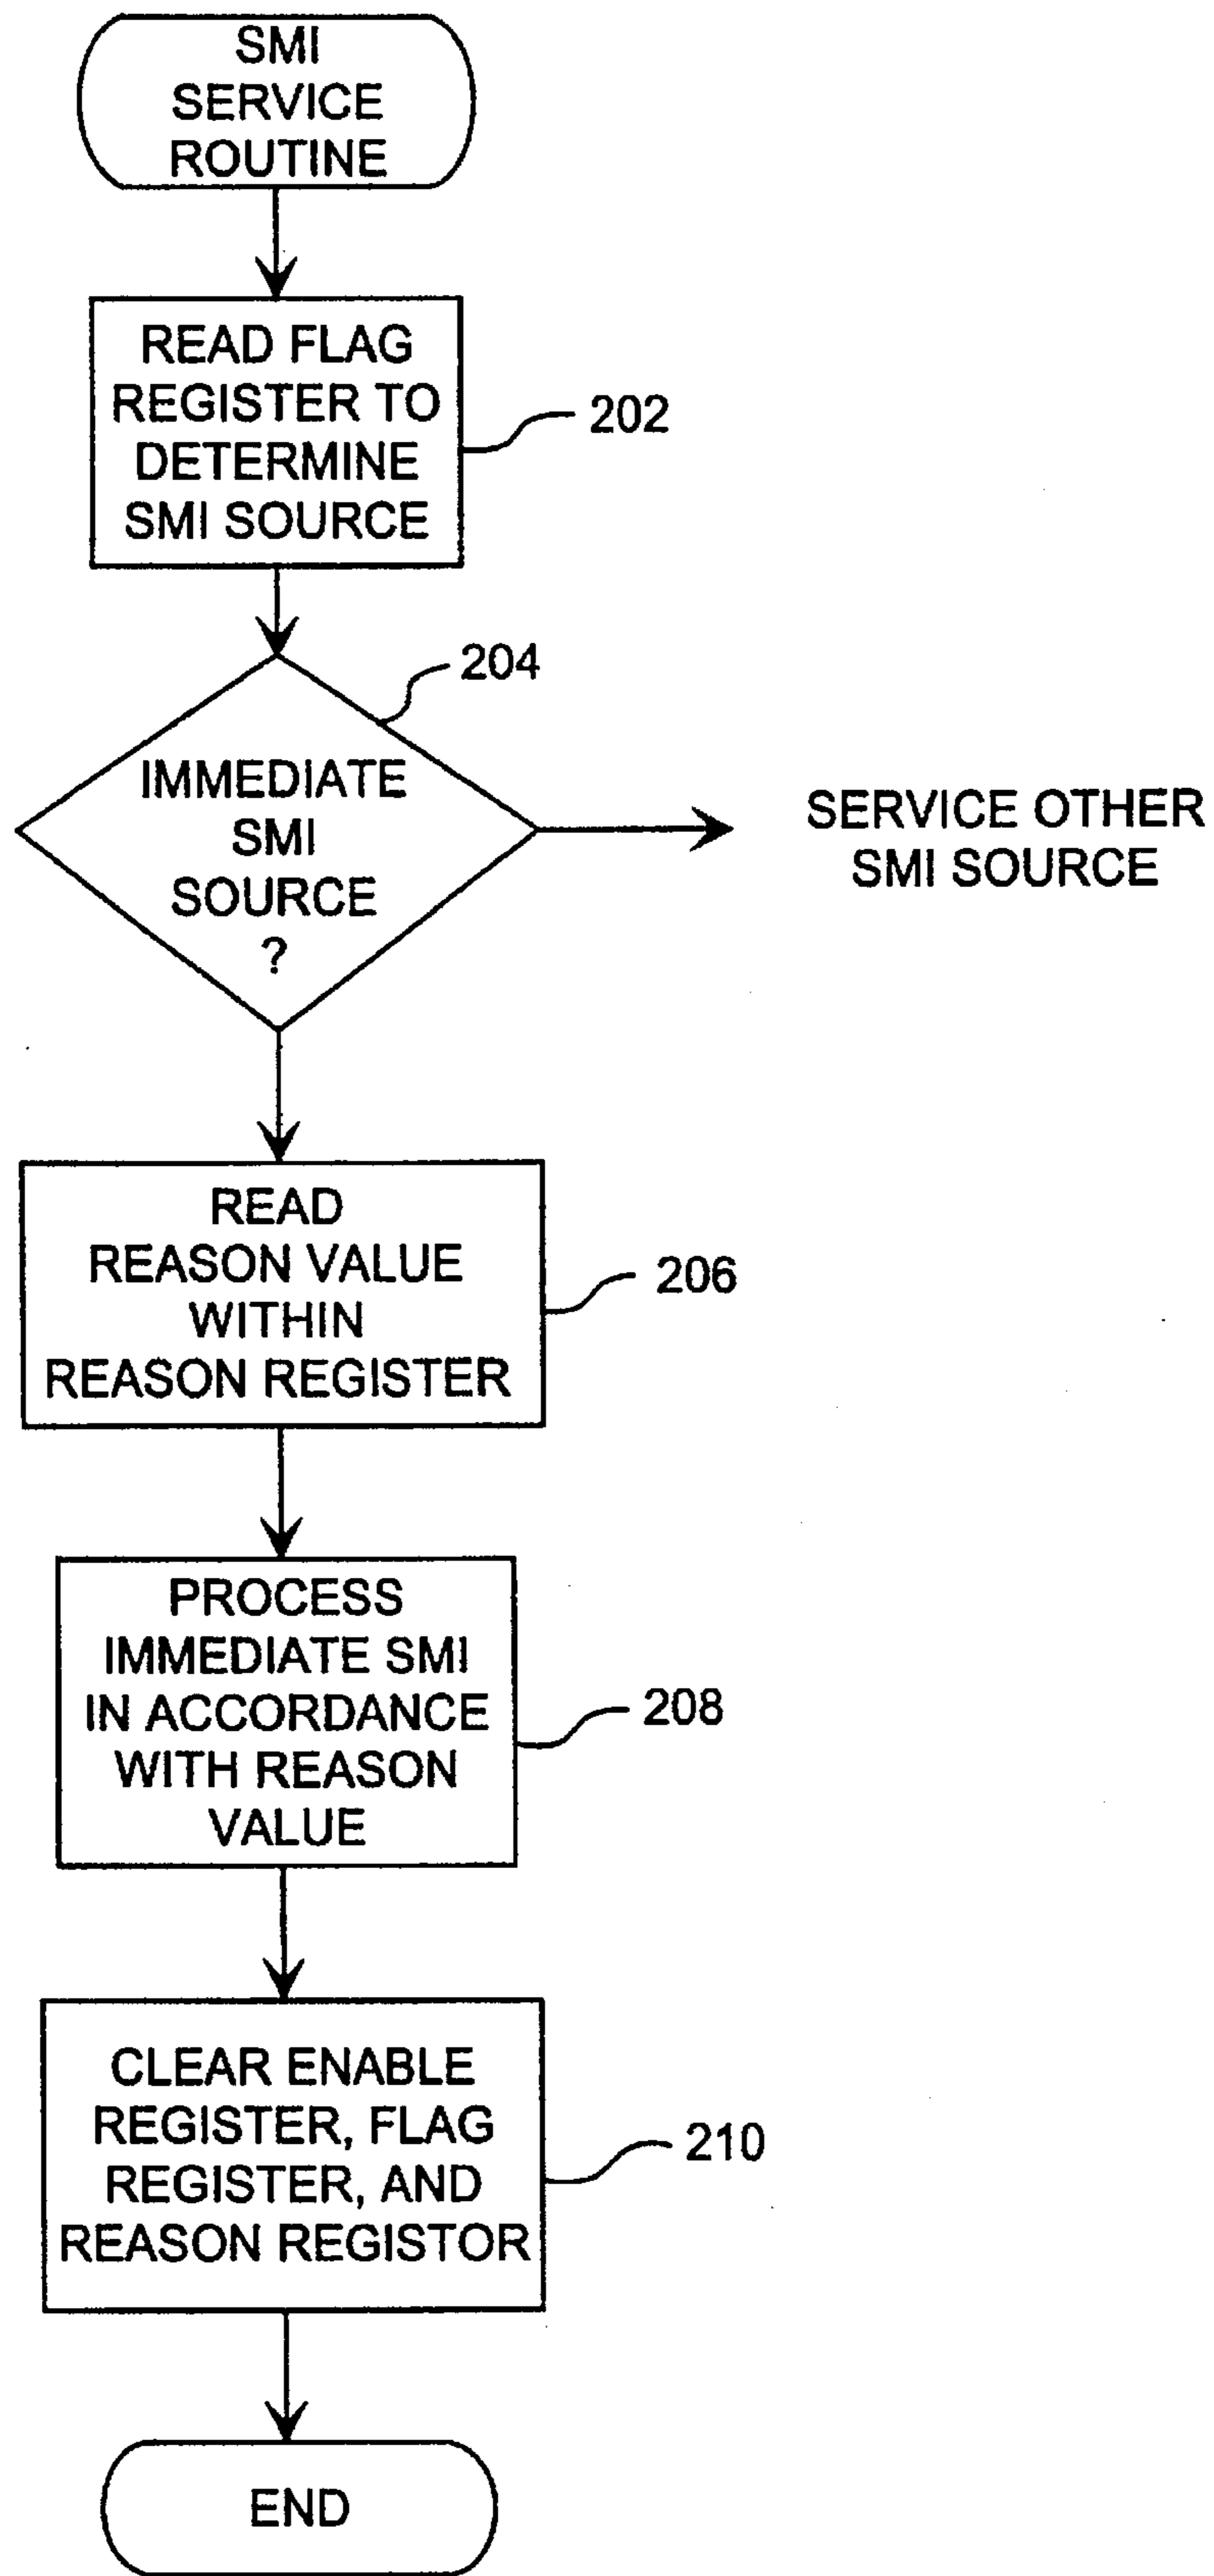 SMI
SERVICE
ROUTINE
READ FLAG
REGISTER TO
DETERMINE
SMI SOURCE
202
204
IMMEDIATE
SMI
SOURCE
?
SERVICE OTHER
SMI SOURCE
READ
REASON VALUE
WITHIN
REASON REGISTER
206
PROCESS
IMMEDIATE SMI
IN ACCORDANCE
WITH REASON
VALUE
208
CLEAR ENABLE
REGISTER, FLAG
REGISTER, AND
REASON REGISTOR
210
END